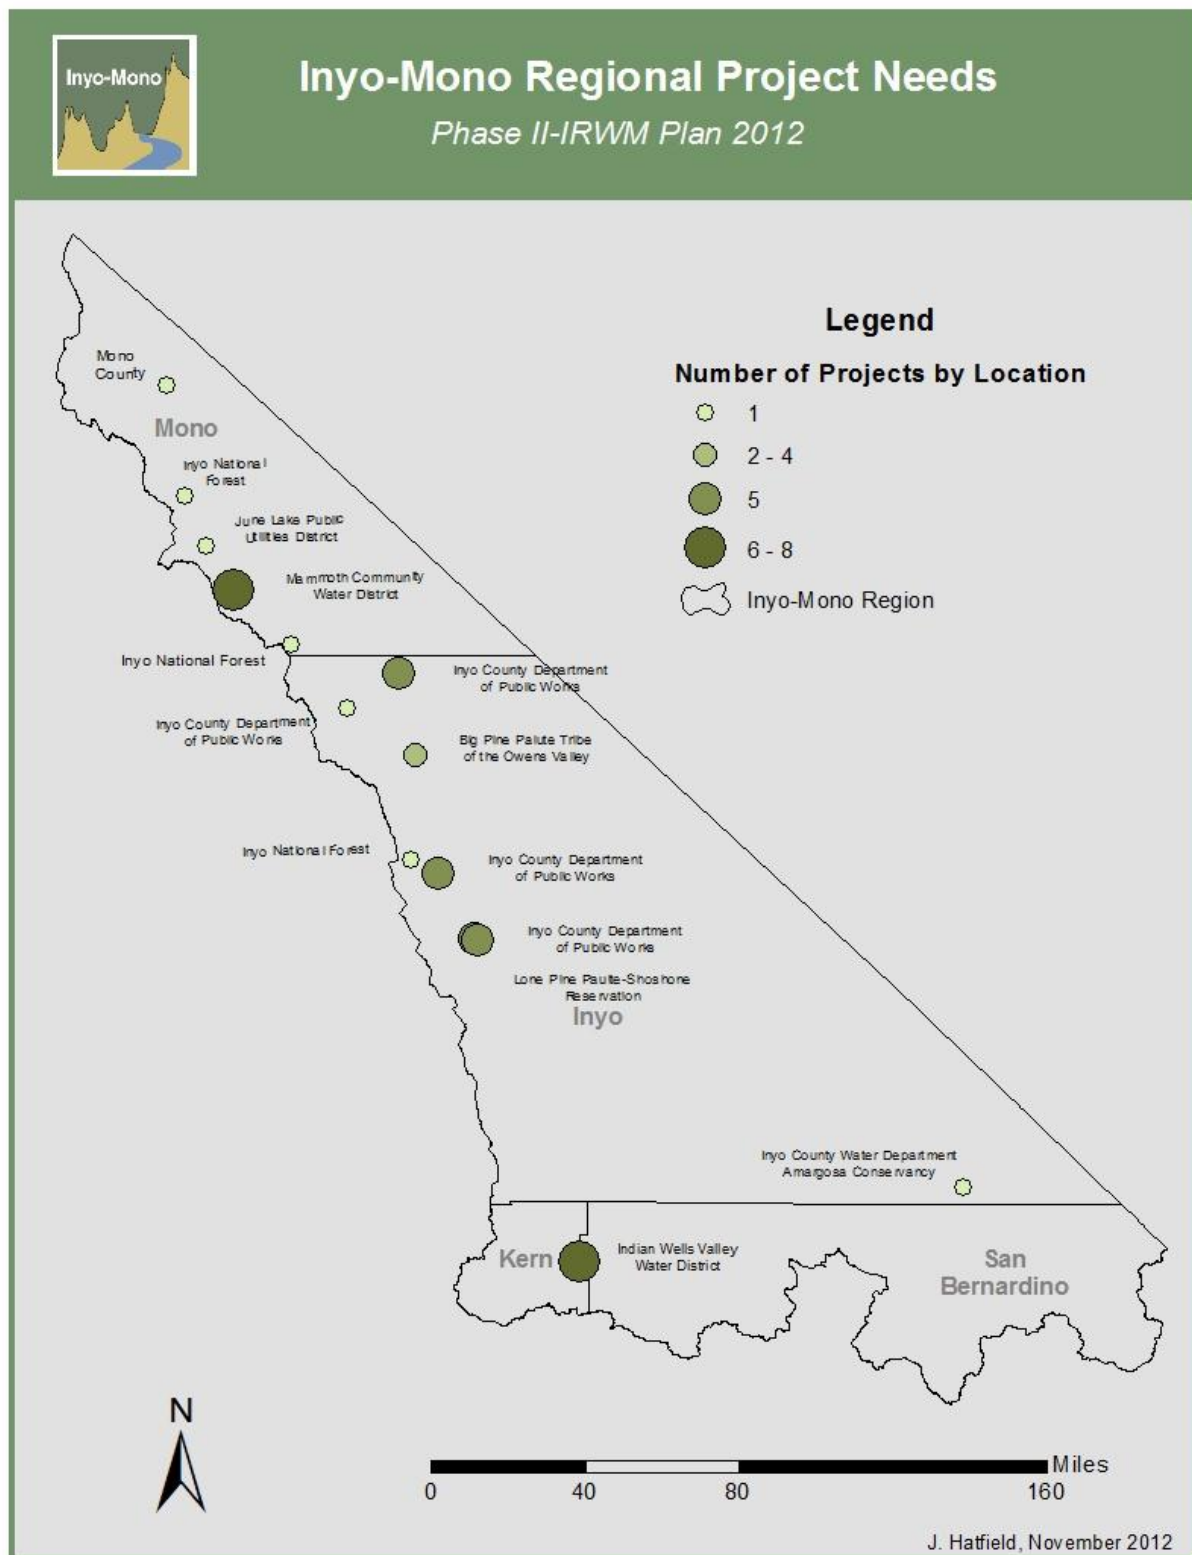 Inyo-Mono
Inyo-Mono Regional Project Needs
Phase II-IRWM Plan 2012
Legend
Number of Projects by Location
1
2 - 4
5
6 - 8
Inyo-Mono Region
Mono
County
Mono
Inyo National
Forest
June Lake Public
Utilities District
Mammoth Community
Water District
Inyo National Forest
Inyo County Department
of Public Works
Inyo County Department
of Public Works
Big Pine Paiute Tribe
of the Owens Valley
Inyo National Forest
Inyo County Department
of Public Works
Inyo County Department
of Public Works
Lone Pine Pauite-Shoshone
Reservation
Inyo
Inyo County Water Department
Amargosa Conservancy
Kern
Indian Wells Valley
Water District
San
Bernardino
N
Miles
0 40 80 160
J. Hatfield, November 2012